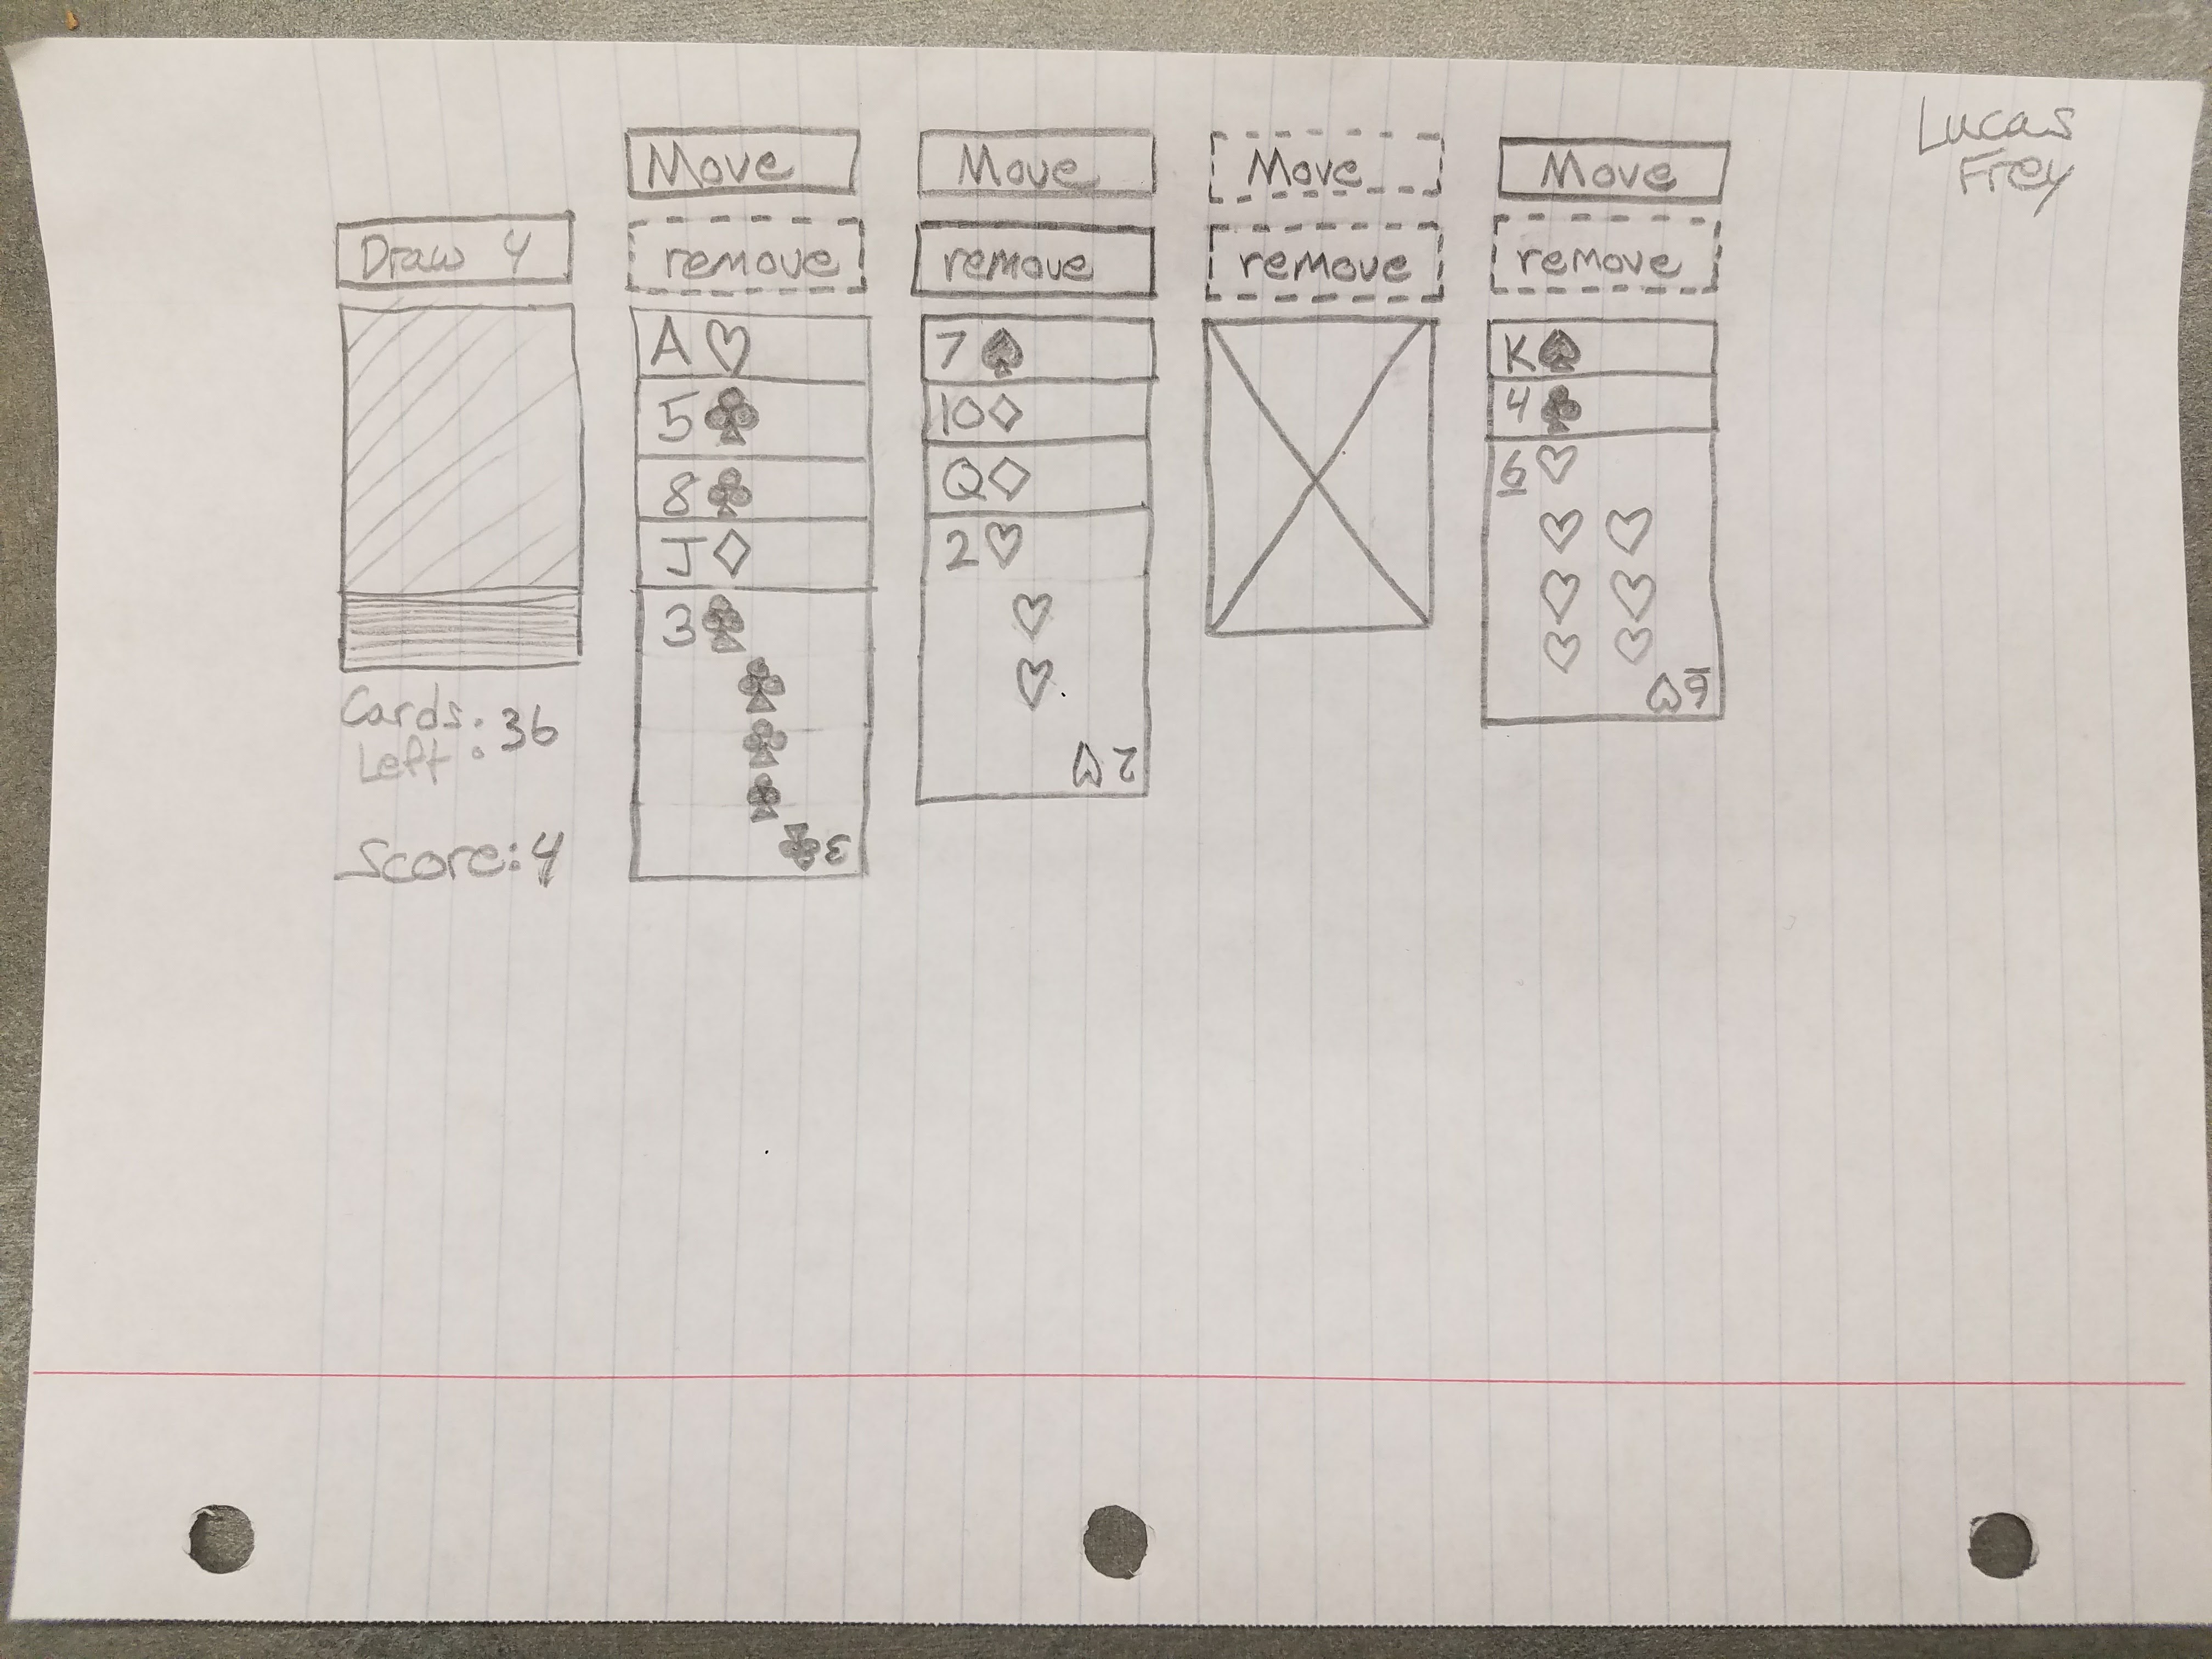 Lucas
Frey
Move
Move
Move
Move
Draw 4
remove
remove
remove
remove
A♡
5♣
8♣
J♢
3♣
3♣
7♠
10♢
Q♢
2♡
2♡
K♠
4♣
6♡
6♡
Cards:
Left: 36
Score: 4